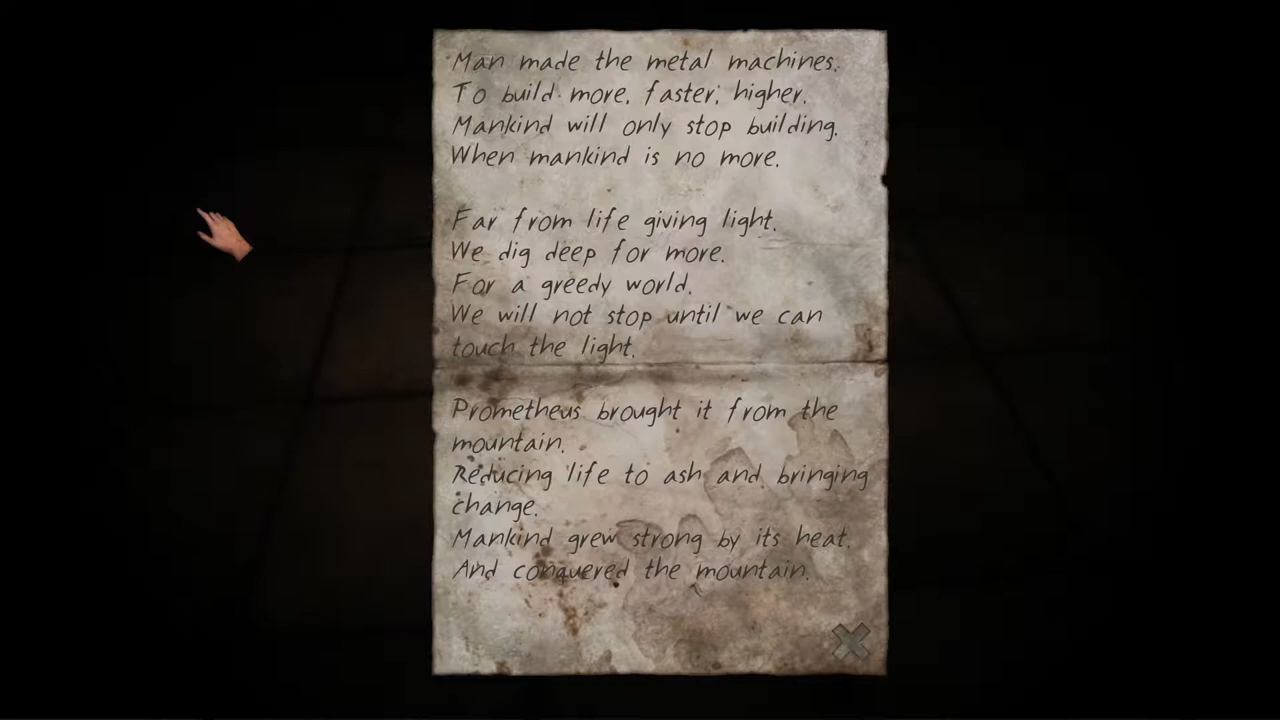 Man made the metal machines.
To build more, faster, higher.
Mankind will only stop building.
When mankind is no more.
Far from life giving light.
We dig deep for more.
For a greedy world.
We will not stop until we can
touch the light.
Prometheus brought it from the
mountain.
Reducing life to ash and bringing
change.
Mankind grew strong by its heat.
And conquered the mountain.